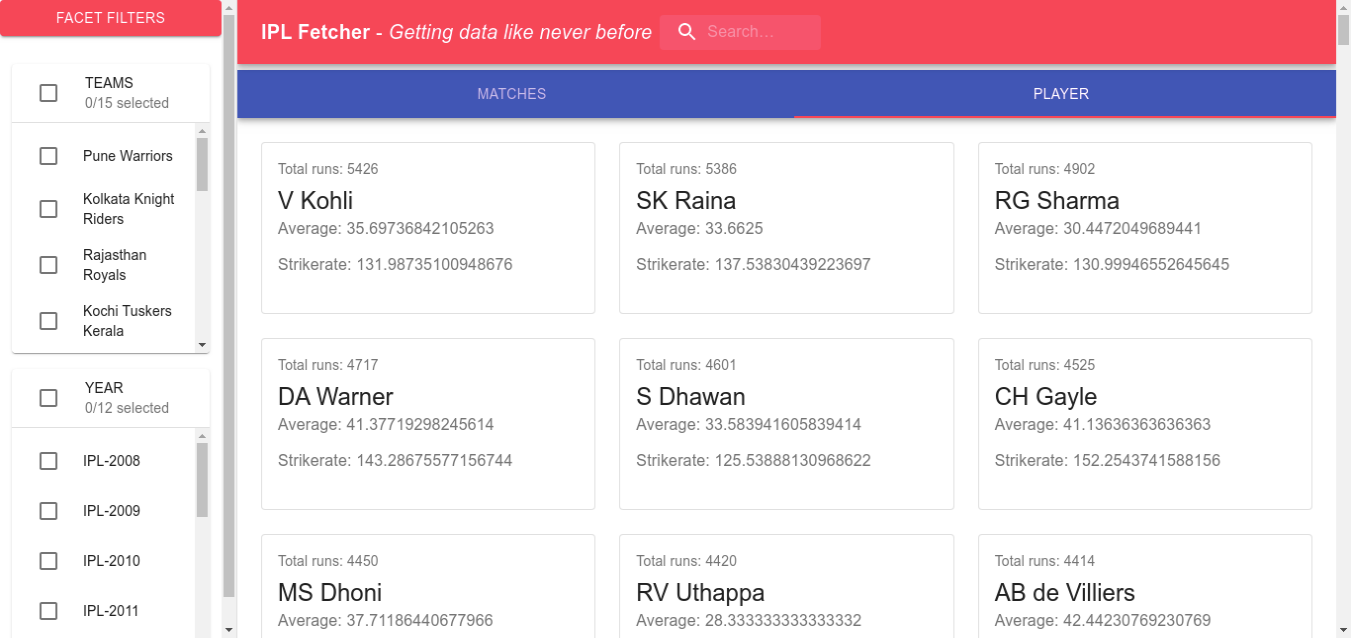 FACET FILTERS
TEAMS
0/15 selected
Pune Warriors
Kolkata Knight
Riders
Rajasthan
Royals
Kochi Tuskers
Kerala
YEAR
0/12 selected
IPL-2008
IPL-2009
IPL-2010
IPL-2011
IPL Fetcher - Getting data like never before
Search...
MATCHES
PLAYER
Total runs: 5426
V Kohli
Average: 35.69736842105263
Strikerate: 131.98735100948676
Total runs: 5386
SK Raina
Average: 33.6625
Strikerate: 137.53830439223697
Total runs: 4902
RG Sharma
Average: 30.4472049689441
Strikerate: 130.99946552645645
Total runs: 4717
DA Warner
Average: 41.37719298245614
Strikerate: 143.28675577156744
Total runs: 4601
S Dhawan
Average: 33.583941605839414
Strikerate: 125.53888130968622
Total runs: 4525
CH Gayle
Average: 41.13636363636363
Strikerate: 152.2543741588156
Total runs: 4450
MS Dhoni
Average: 37.71186440677966
Total runs: 4420
RV Uthappa
Average: 28.333333333333332
Total runs: 4414
AB de Villiers
Average: 42.44230769230769